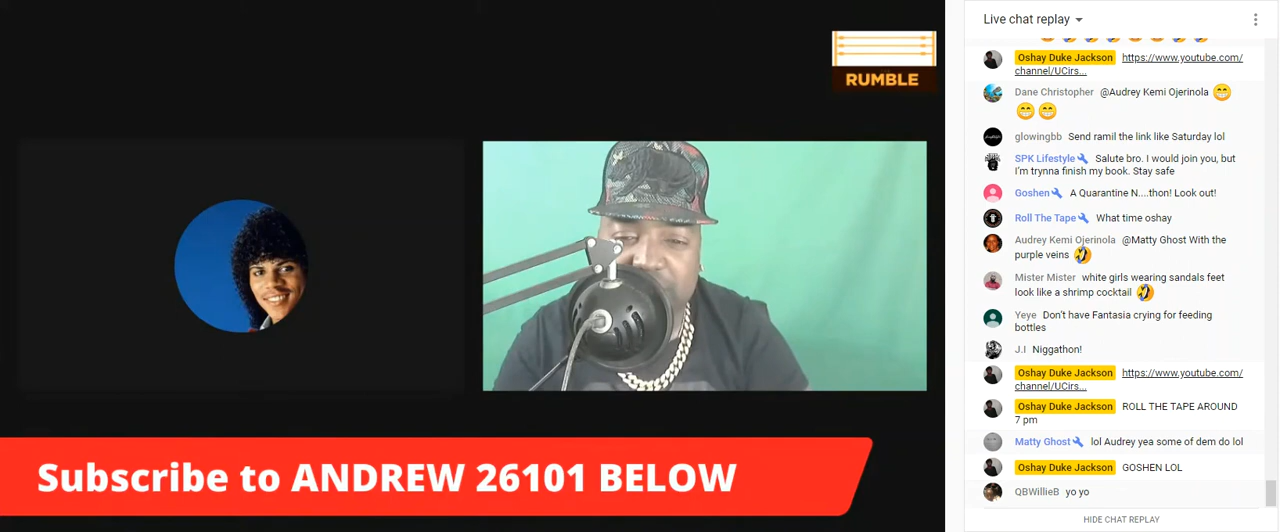 RUMBLE
Subscribe to ANDREW 26101 BELOW
Live chat replay
Oshay Duke Jackson https://www.youtube.com/
channel/UCirs...
Dane Christopher @Audrey Kemi Ojerinola
glowingbb Send ramil the link like Saturday lol
SPK Lifestyle Salute bro. I would join you, but
I'm trynna finish my book. Stay safe
Goshen A Quarantine N....thon! Look out!
Roll The Tape What time oshay
Audrey Kemi Ojerinola @Matty Ghost With the
purple veins
Mister Mister white girls wearing sandals feet
look like a shrimp cocktail
Yeye Don't have Fantasia crying for feeding
bottles
J.I Niggathon!
Oshay Duke Jackson https://www.youtube.com/
channel/UCirs...
Oshay Duke Jackson ROLL THE TAPE AROUND
7 pm
Matty Ghost lol Audrey yea some of dem do lol
Oshay Duke Jackson GOSHEN LOL
QBWillieB yo yo
HIDE CHAT REPLAY